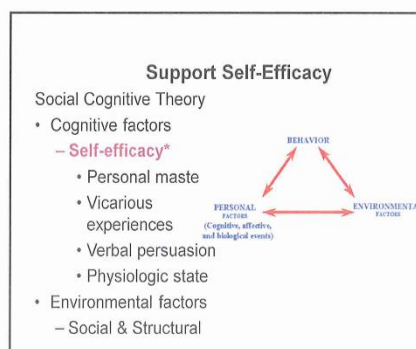 Support Self-Efficacy
Social Cognitive Theory
• Cognitive factors
– Self-efficacy*
• Personal maste
• Vicarious
experiences
• Verbal persuasion
• Physiologic state
• Environmental factors
– Social & Structural
BEHAVIOR
PERSONAL
FACTORS
(Cognitive, affective,
and biological events)
ENVIRONMENTA
FACTORS